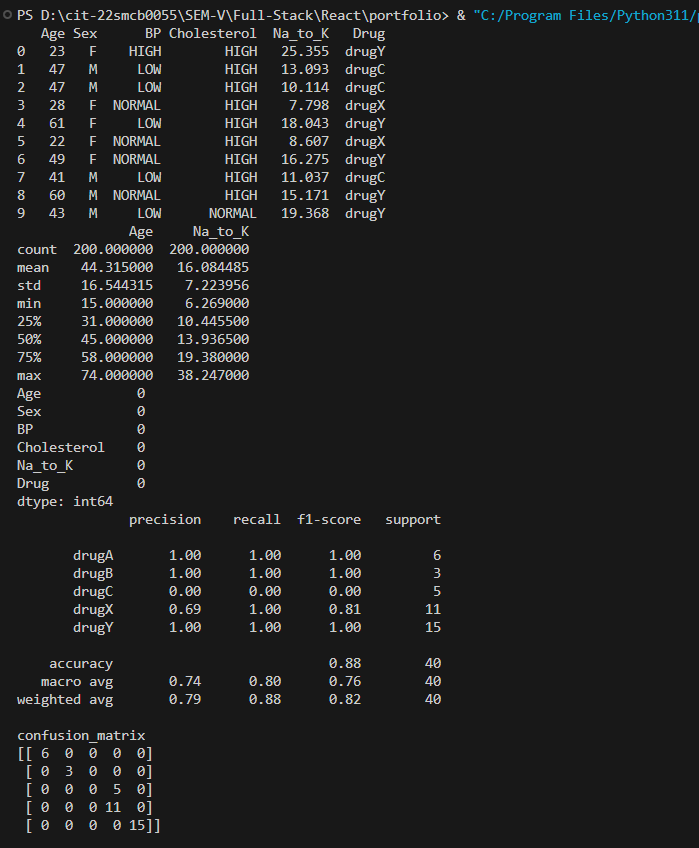 PS D:\cit-22smcb0055\SEM-V\Full-Stack\React\portfolio> & "C:/Program Files/Python311/
   Age Sex      BP Cholesterol  Na_to_K   Drug
0   23   F    HIGH        HIGH   25.355  drugY
1   47   M     LOW        HIGH   13.093  drugC
2   47   M     LOW        HIGH   10.114  drugC
3   28   F  NORMAL        HIGH    7.798  drugX
4   61   F     LOW        HIGH   18.043  drugY
5   22   F  NORMAL        HIGH    8.607  drugX
6   49   F  NORMAL        HIGH   16.275  drugY
7   41   M     LOW        HIGH   11.037  drugC
8   60   M  NORMAL        HIGH   15.171  drugY
9   43   M     LOW      NORMAL   19.368  drugY
              Age     Na_to_K
count  200.000000  200.000000
mean    44.315000   16.084485
std     16.544315    7.223956
min     15.000000    6.269000
25%     31.000000   10.445500
50%     45.000000   13.936500
75%     58.000000   19.380000
max     74.000000   38.247000
Age            0
Sex            0
BP             0
Cholesterol    0
Na_to_K        0
Drug           0
dtype: int64
              precision    recall  f1-score   support
       drugA       1.00      1.00      1.00         6
       drugB       1.00      1.00      1.00         3
       drugC       0.00      0.00      0.00         5
       drugX       0.69      1.00      0.81        11
       drugY       1.00      1.00      1.00        15
    accuracy                           0.88        40
   macro avg       0.74      0.80      0.76        40
weighted avg       0.79      0.88      0.82        40
confusion_matrix
[[ 6  0  0  0  0]
 [ 0  3  0  0  0]
 [ 0  0  0  5  0]
 [ 0  0  0 11  0]
 [ 0  0  0  0 15]]